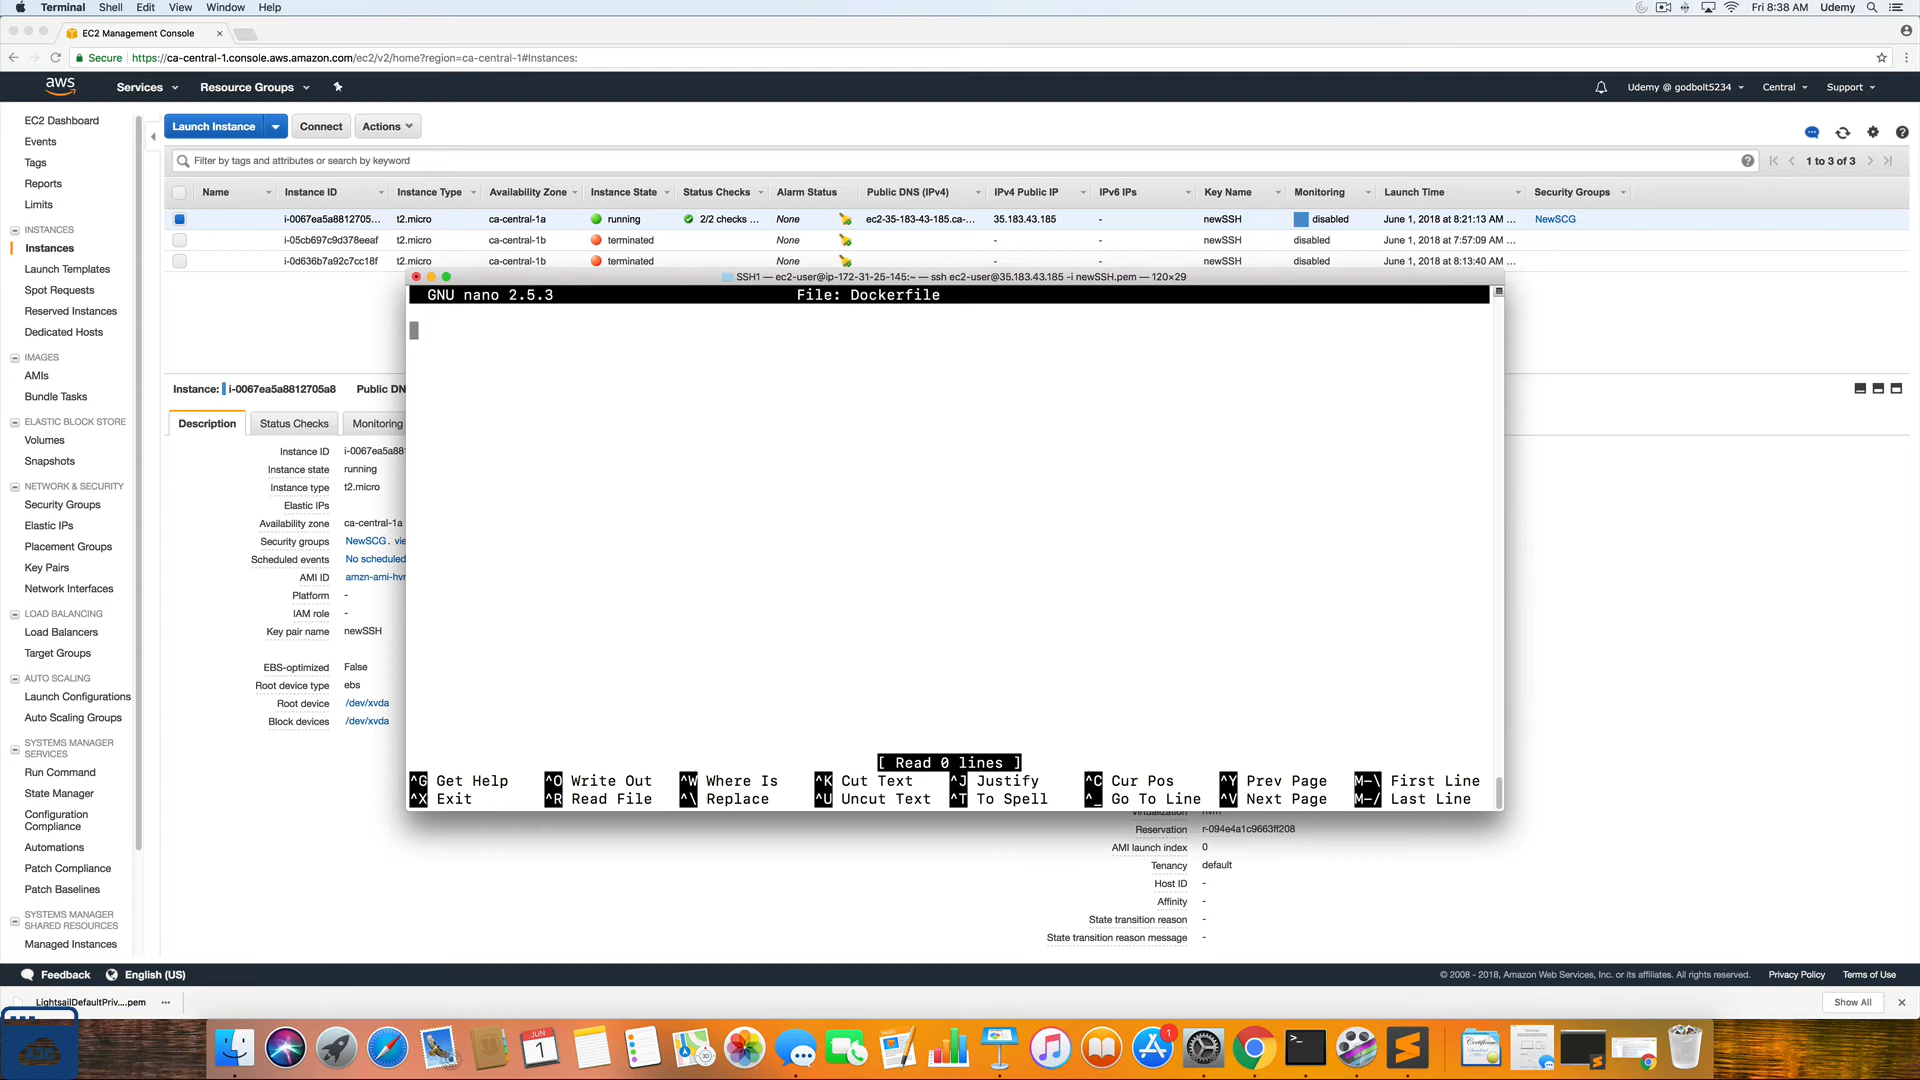 Terminal Shell Edit View Window Help Fri 8:38 AM Udemy
EC2 Management Console
Secure https://ca-central-1.console.aws.amazon.com/ec2/v2/home?region=ca-central-1#Instances:
aws Services Resource Groups Udemy @ godbolt5234 Central Support
EC2 Dashboard
Events
Tags
Reports
Limits
INSTANCES
Instances
Launch Templates
Spot Requests
Reserved Instances
Dedicated Hosts
IMAGES
AMIs
Bundle Tasks
ELASTIC BLOCK STORE
Volumes
Snapshots
NETWORK & SECURITY
Security Groups
Elastic IPs
Placement Groups
Key Pairs
Network Interfaces
LOAD BALANCING
Load Balancers
Target Groups
AUTO SCALING
Launch Configurations
Auto Scaling Groups
SYSTEMS MANAGER
SERVICES
Run Command
State Manager
Configuration
Compliance
Automations
Patch Compliance
Patch Baselines
SYSTEMS MANAGER
SHARED RESOURCES
Managed Instances
Launch Instance Connect Actions
Filter by tags and attributes or search by keyword 1 to 3 of 3
Name Instance ID Instance Type Availability Zone Instance State Status Checks Alarm Status Public DNS (IPv4) IPv4 Public IP IPv6 IPs Key Name Monitoring Launch Time Security Groups
i-0067ea5a8812705... t2.micro ca-central-1a running 2/2 checks ... None ec2-35-183-43-185.ca-... 35.183.43.185 - newSSH disabled June 1, 2018 at 8:21:13 AM ... NewSCG
i-05cb697c9d378eeaf t2.micro ca-central-1b terminated None - - newSSH disabled June 1, 2018 at 7:57:09 AM ...
i-0d636b7a92c7cc18f t2.micro ca-central-1b terminated None - - newSSH disabled June 1, 2018 at 8:13:40 AM ...
SSH1 — ec2-user@ip-172-31-25-145:~ — ssh ec2-user@35.183.43.185 -i newSSH.pem — 120×29
GNU nano 2.5.3 File: Dockerfile
[ Read 0 lines ]
^G Get Help ^O Write Out ^W Where Is ^K Cut Text ^J Justify ^C Cur Pos ^Y Prev Page M-\ First Line
^X Exit ^R Read File ^\ Replace ^U Uncut Text ^T To Spell ^_ Go To Line ^V Next Page M-/ Last Line
Instance: i-0067ea5a8812705a8 Public DN
Description Status Checks Monitoring
Instance ID i-0067ea5a881
Instance state running
Instance type t2.micro
Elastic IPs
Availability zone ca-central-1a
Security groups NewSCG . vie
Scheduled events No scheduled
AMI ID amzn-ami-hvm
Platform -
IAM role -
Key pair name newSSH
EBS-optimized False
Root device type ebs
Root device /dev/xvda
Block devices /dev/xvda
Virtualization hvm
Reservation r-094e4a1c9663ff208
AMI launch index 0
Tenancy default
Host ID -
Affinity -
State transition reason -
State transition reason message -
Feedback English (US) © 2008 - 2018, Amazon Web Services, Inc. or its affiliates. All rights reserved. Privacy Policy Terms of Use
LightsailDefaultPriv....pem Show All
JUN
1
1